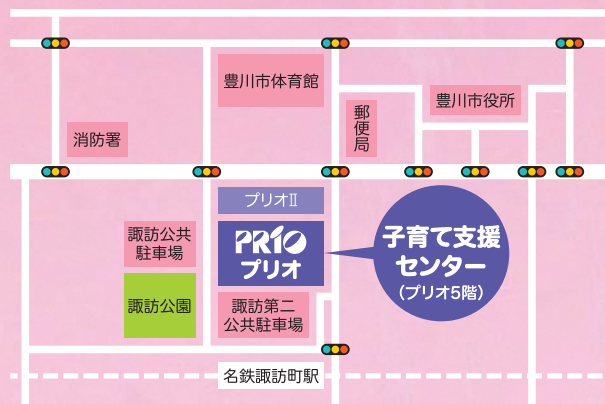 豊川市体育館
豊川市役所
郵便局
消防署
プリオII
諏訪公共
駐車場
PRiO
プリオ
子育て支援
センター
（プリオ5階）
諏訪公園
諏訪第二
公共駐車場
名鉄諏訪町駅